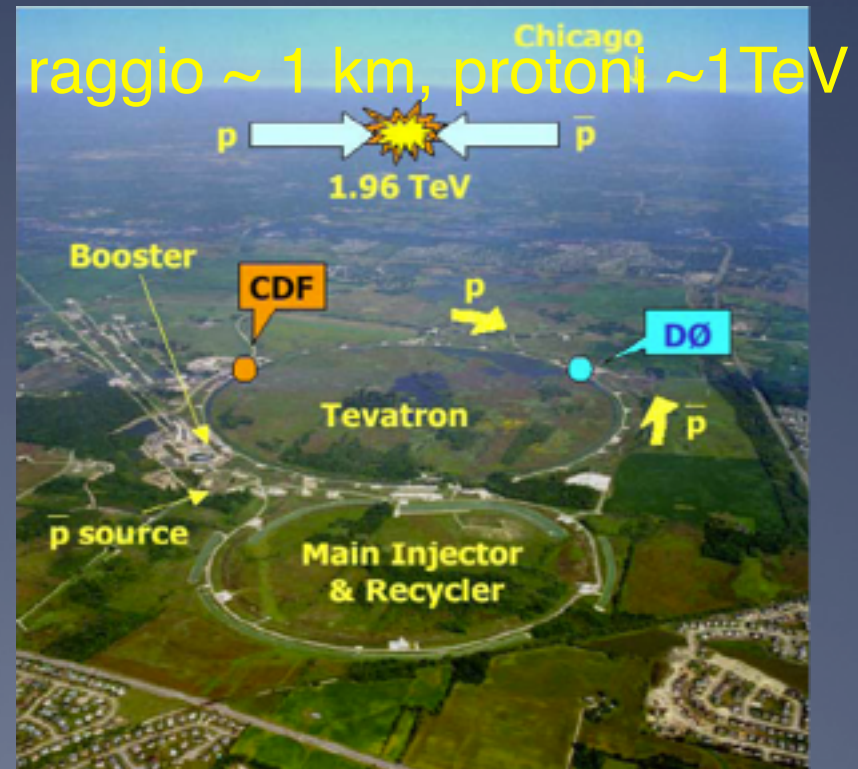 Chicago
raggio ~ 1 km, protoni ~1TeV
p p̅
1.96 TeV
Booster
CDF
p
DØ
Tevatron
p̅
p̅ source
Main Injector
& Recycler